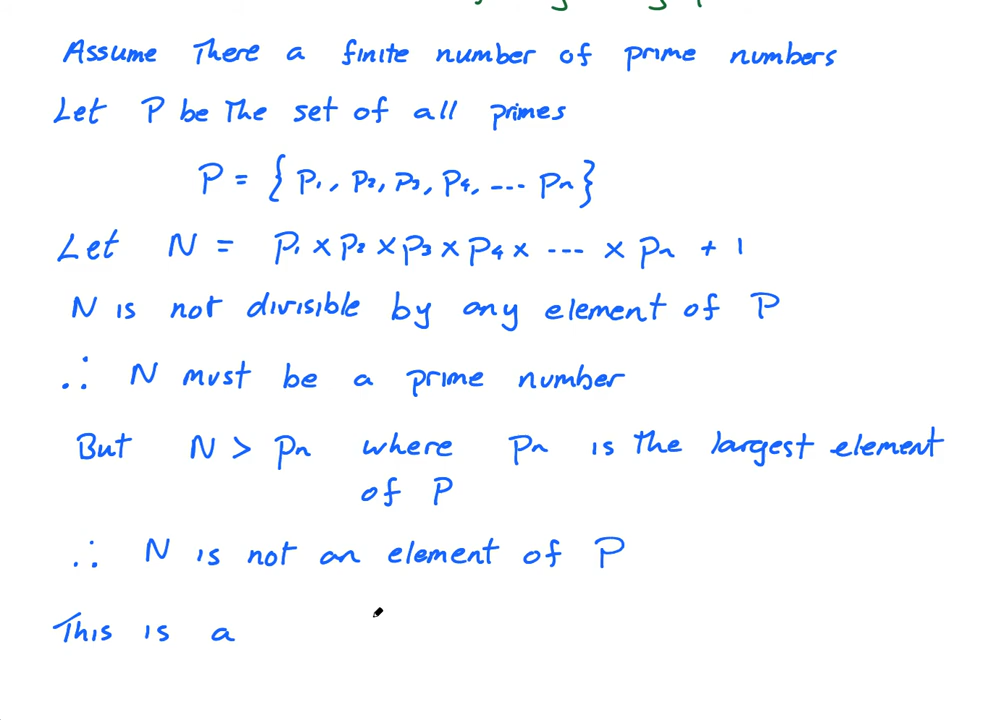 Assume There a finite number of prime numbers
Let P be the set of all primes
P = { P₁, P₂, P₃, P₄, --- Pn }
Let N = P₁ × P₂ × P₃ × P₄ × --- × Pn + 1
N is not divisible by any element of P
∴ N must be a prime number
But N > Pn where Pn is the largest element
of P
∴ N is not an element of P
This is a